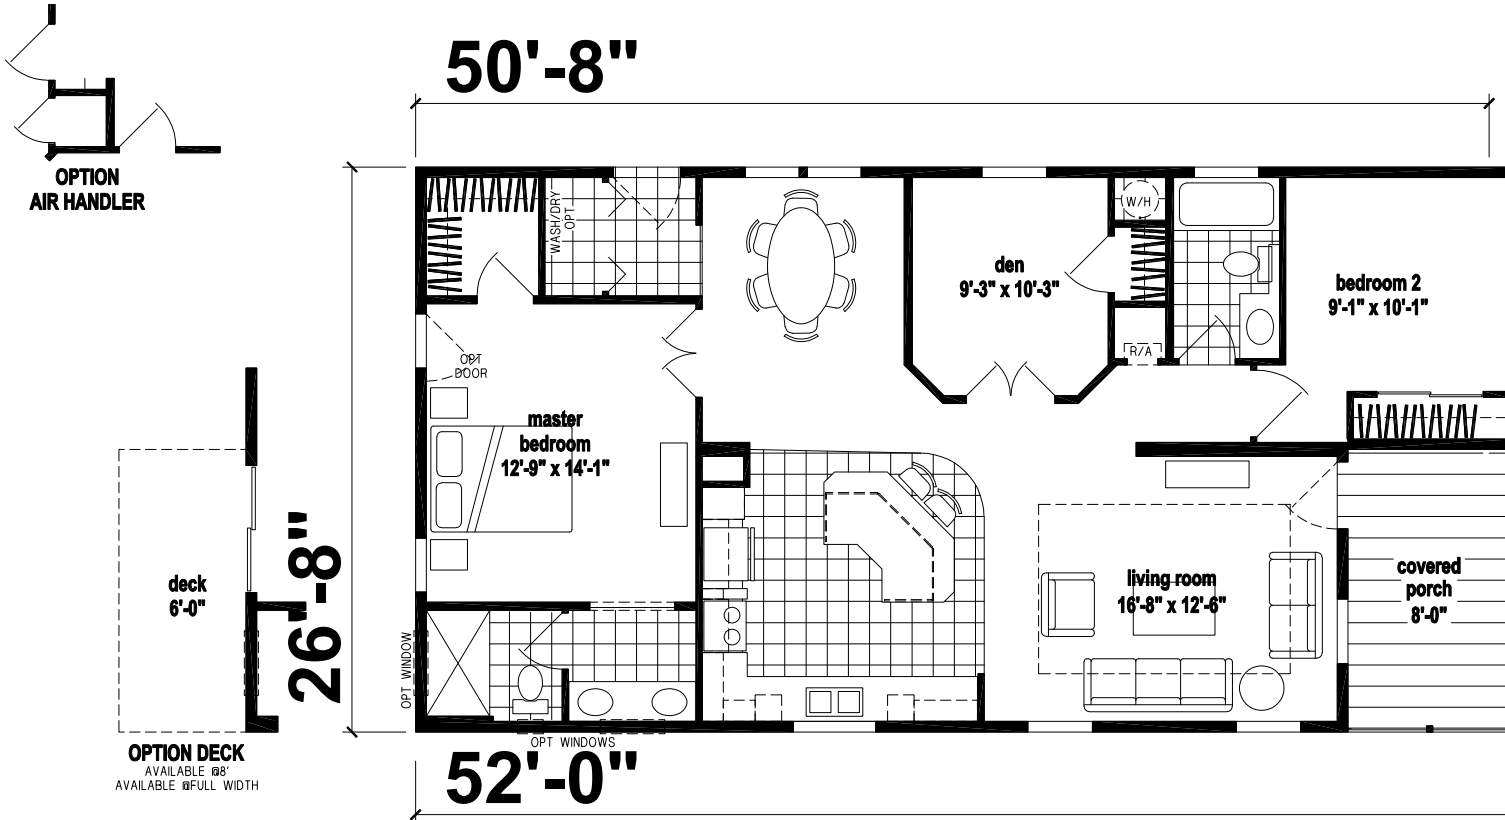 50'-8"
OPTION
AIR HANDLER
WASH/DRY
OPT
W/H
den
9'-3" x 10'-3"
bedroom 2
9'-1" x 10'-1"
R/A
OPT
DOOR
master
bedroom
12'-9" x 14'-1"
26'-8"
deck
6'-0"
living room
16'-8" x 12'-6"
covered
porch
8'-0"
OPT WINDOW
OPT WINDOWS
OPTION DECK
AVAILABLE @8'
AVAILABLE @FULL WIDTH
52'-0"